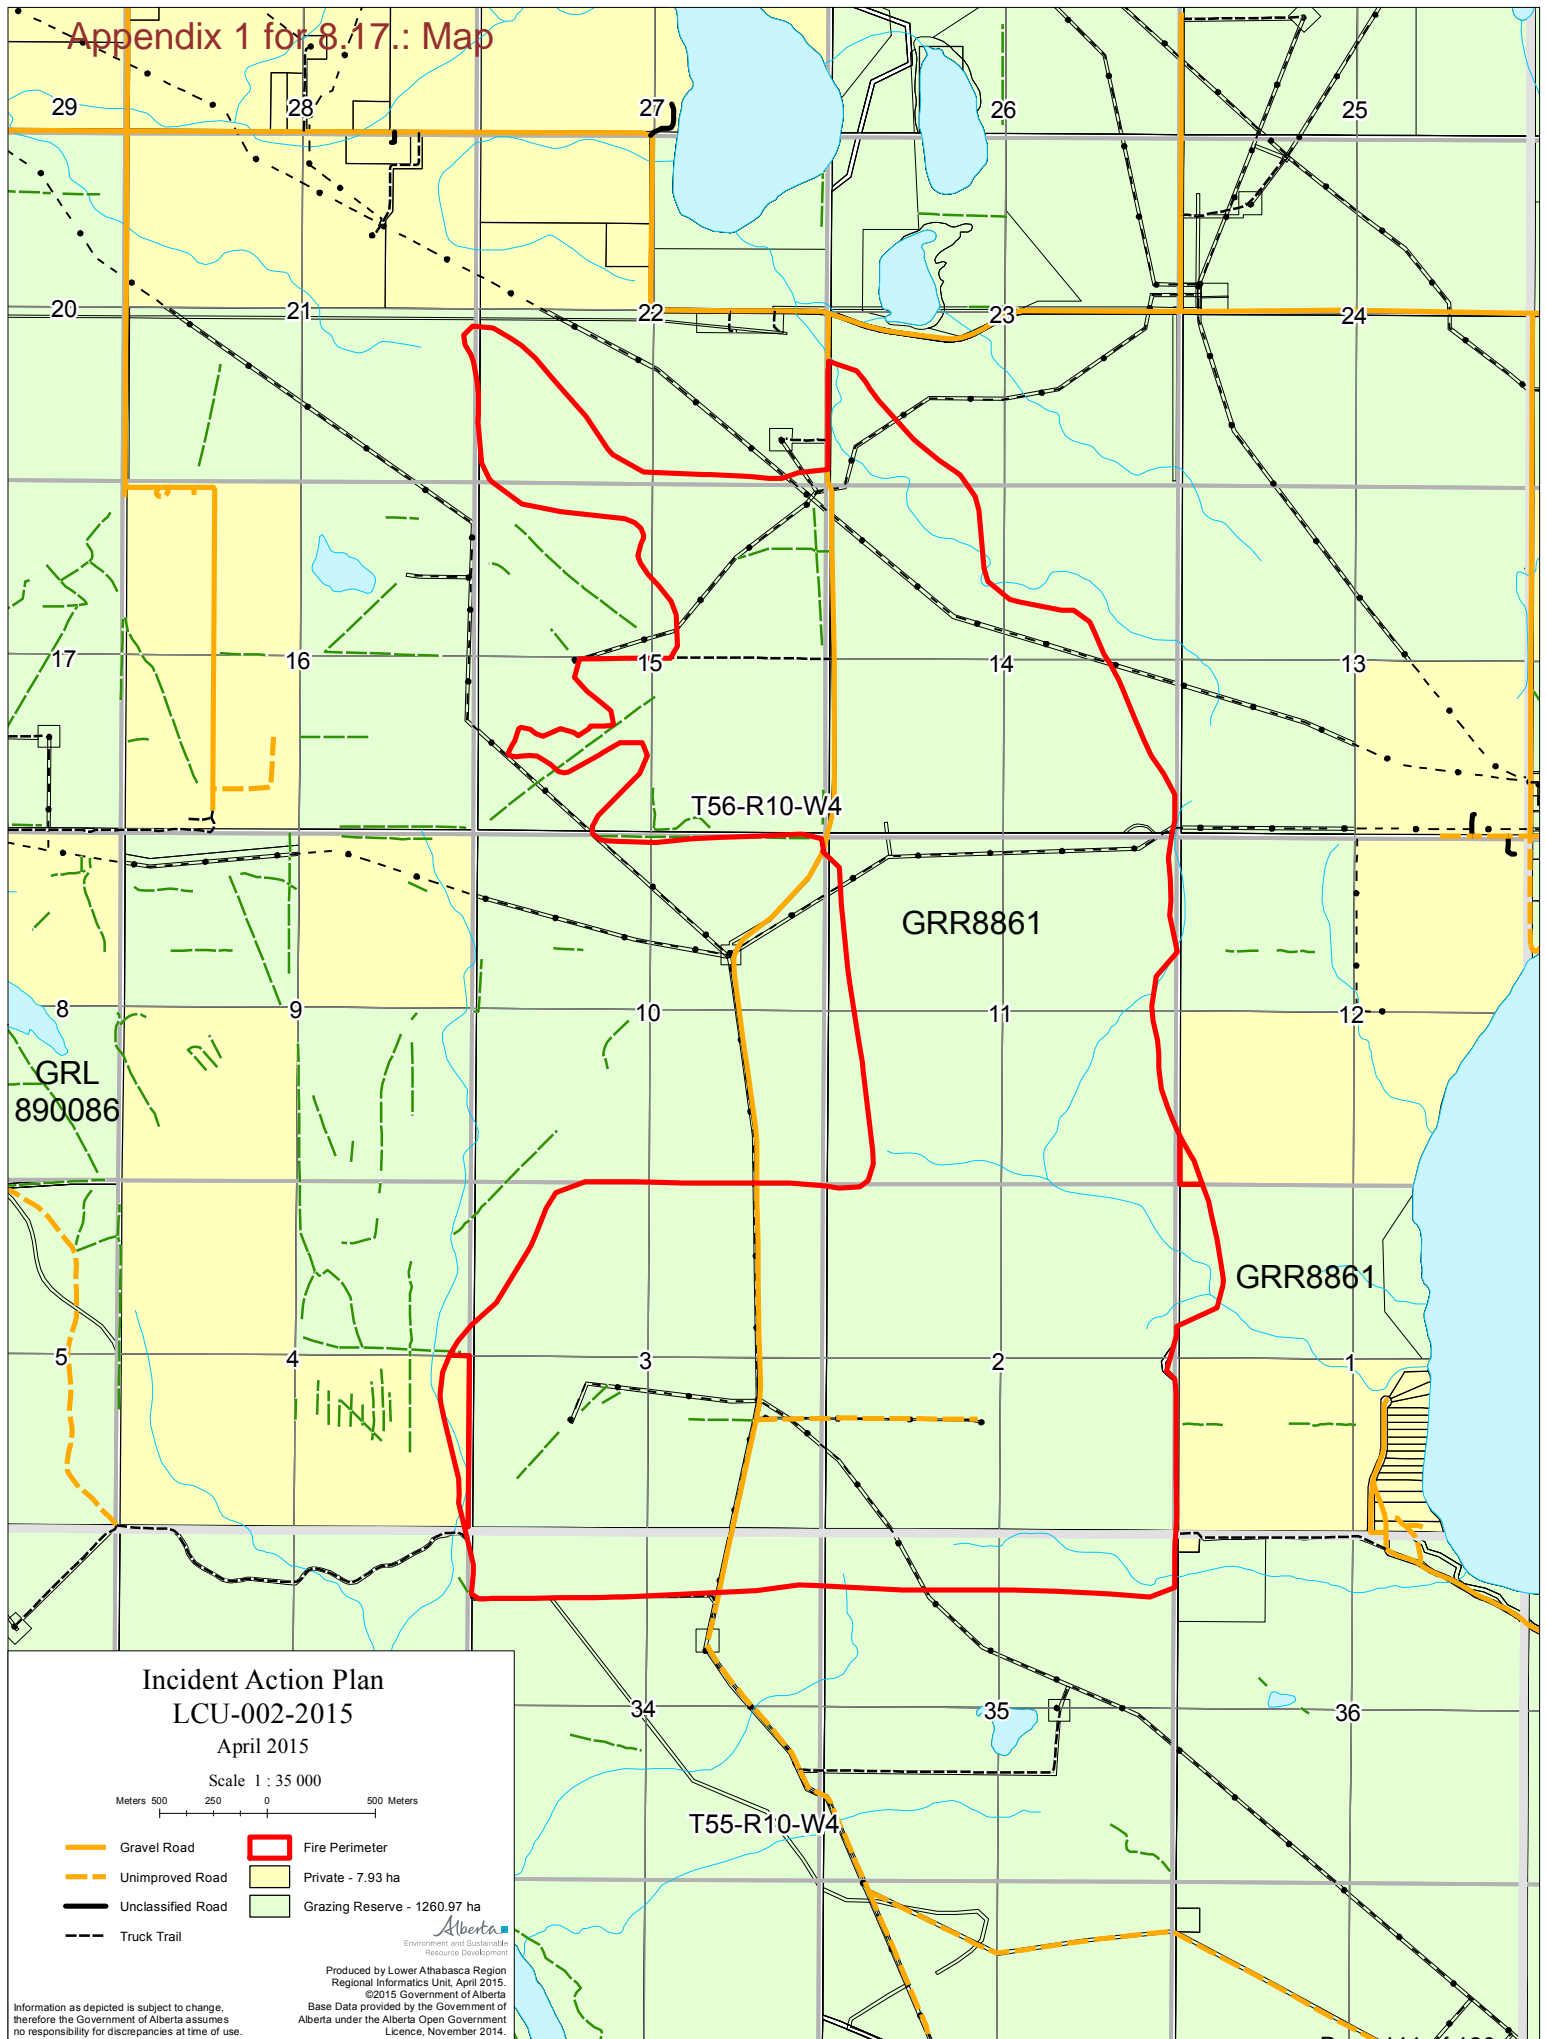 Appendix 1 for 8.17.: Map
29 28 27 26 25
20 21 22 23 24
17 16 15 14 13
T56-R10-W4
GRR8861
8 9 10 11 12
GRL
890086
GRR8861
5 4 3 2 1
34 35 36
T55-R10-W4
Incident Action Plan
LCU-002-2015
April 2015
Scale 1 : 35 000
Meters 500 250 0 500 Meters
Gravel Road
Fire Perimeter
Unimproved Road
Private - 7.93 ha
Unclassified Road
Grazing Reserve - 1260.97 ha
Truck Trail
Alberta
Environment and Sustainable
Resource Development
Produced by Lower Athabasca Region
Regional Informatics Unit, April 2015.
©2015 Government of Alberta
Base Data provided by the Government of
Alberta under the Alberta Open Government
Licence, November 2014.
Information as depicted is subject to change,
therefore the Government of Alberta assumes
no responsibility for discrepancies at time of use.